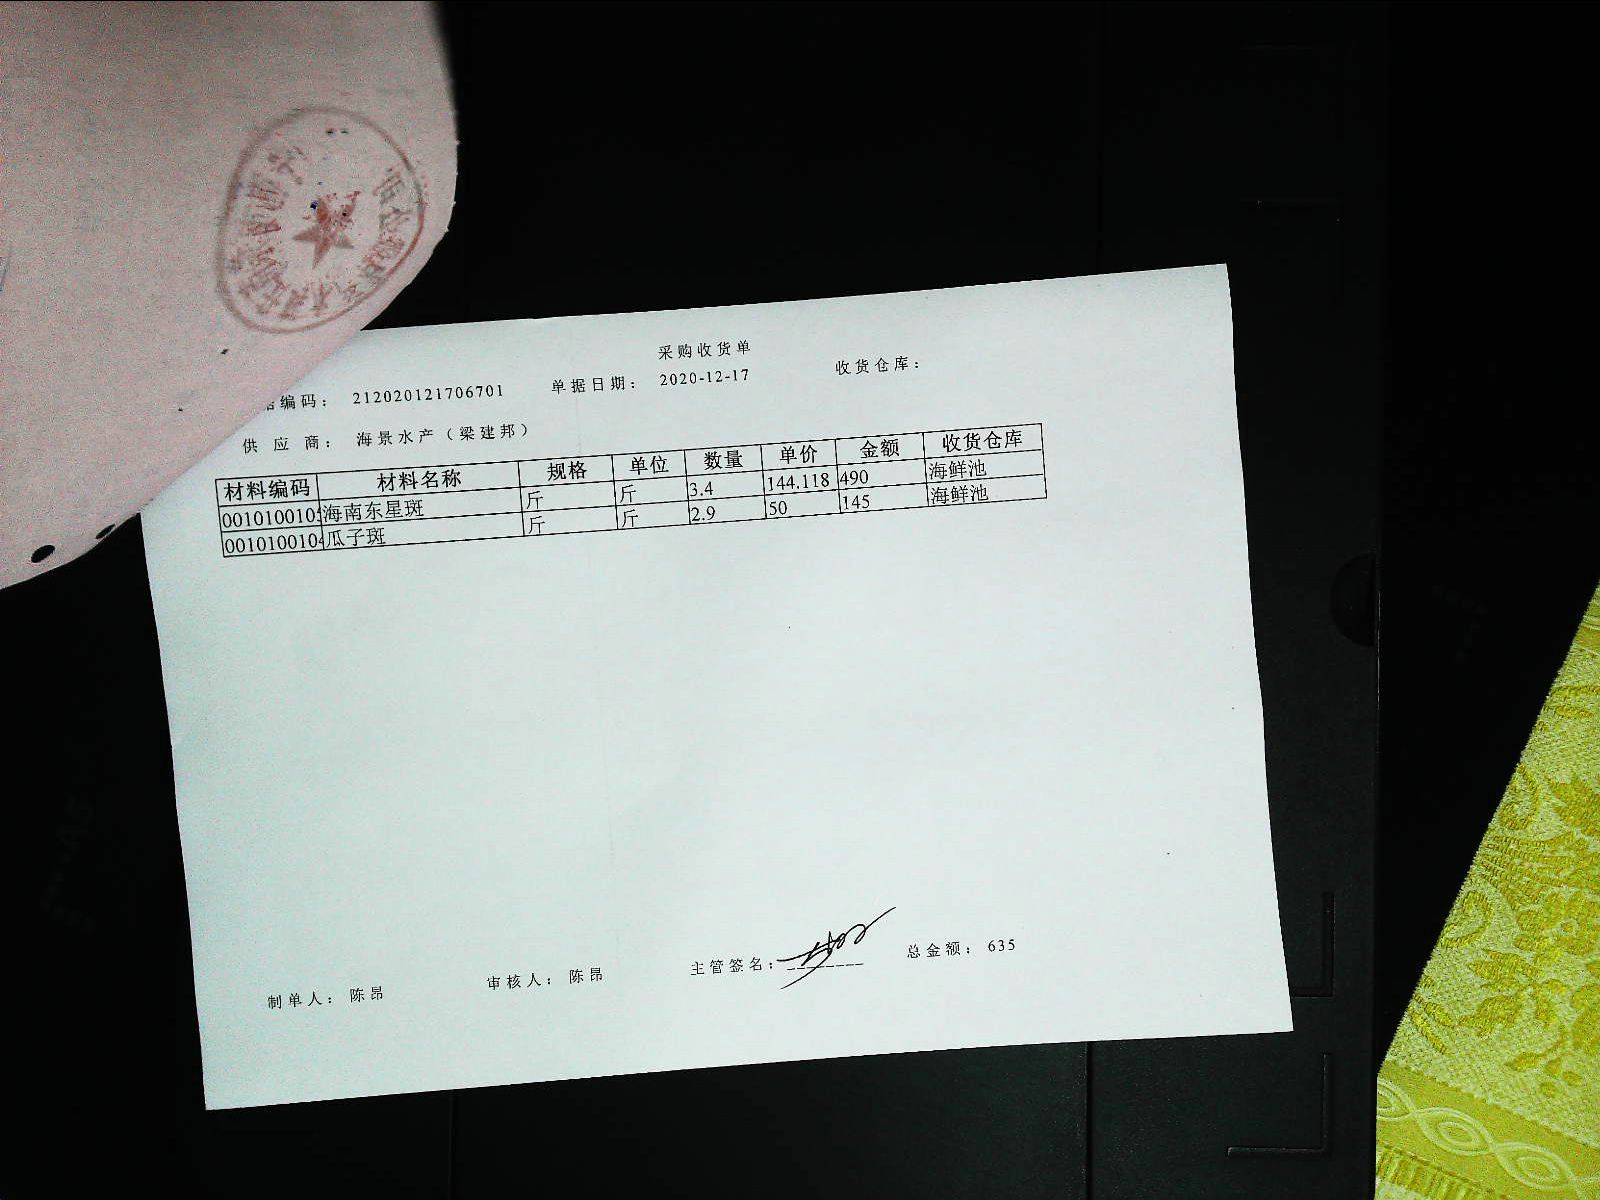 采购收货单
编码： 212020121706701 单据日期： 2020-12-17 收货仓库：
供应商： 海景水产（梁建邦）
材料编码 材料名称 规格 单位 数量 单价 金额 收货仓库
001010010 海南东星斑 斤 斤 3.4 144.118 490 海鲜池
001010010 瓜子斑 斤 斤 2.9 50 145 海鲜池
制单人： 陈昂 审核人： 陈昂 主管签名： 总金额： 635